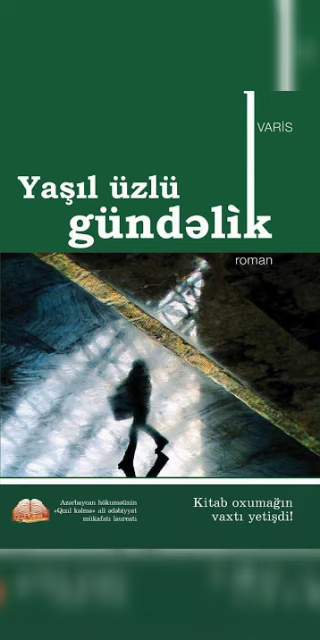 VARİS
Yaşıl üzlü
gündəlik
roman
Azərbaycan hökumətinin
«Qızıl kəlmə» ali ədəbiyyat
mükafatı laureatı
Kitab oxumağın
vaxtı yetişdi!